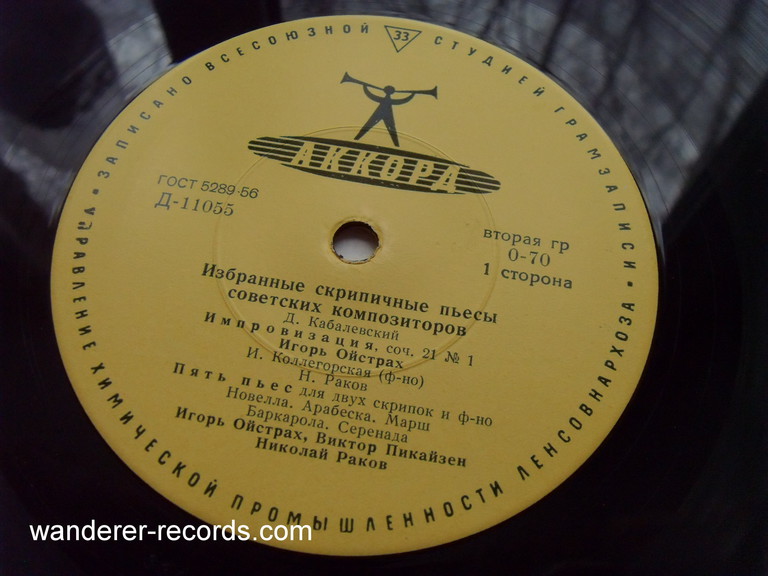 ЗАПИСАНО ВСЕСОЮЗНОЙ 33 СТУДИЕЙ ГРАМЗАПИСИ
АККОРД
ГОСТ 5289-56
Д-11055
вторая гр
0-70
1 сторона
Избранные скрипичные пьесы
советских композиторов
Д. Кабалевский
Импровизация, соч. 21 № 1
Игорь Ойстрах
И. Коллегорская (ф-но)
Н. Раков
Пять пьес для двух скрипок и ф-но
Новелла. Арабеска. Марш
Баркарола. Серенада
Игорь Ойстрах, Виктор Пикайзен
Николай Раков
• УПРАВЛЕНИЕ ХИМИЧЕСКОЙ ПРОМЫШЛЕННОСТИ ЛЕНСОВНАРХОЗА •
wanderer-records.com